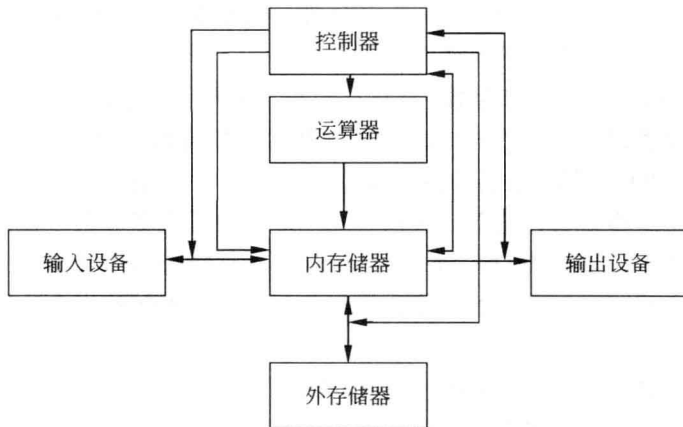 控制器
运算器
输入设备
内存储器
输出设备
外存储器